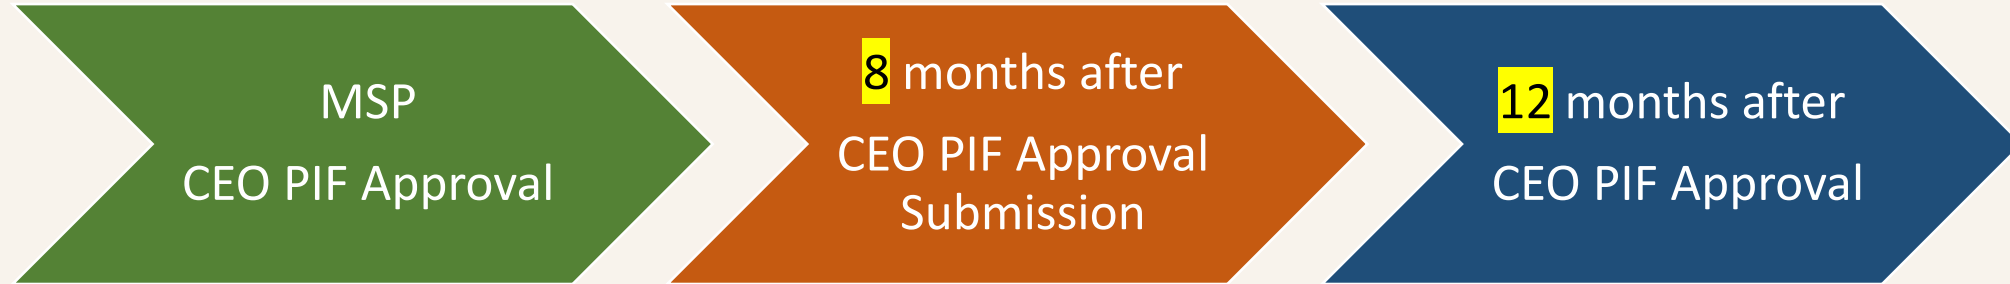 MSP
CEO PIF Approval
8 months after
CEO PIF Approval
Submission
12 months after
CEO PIF Approval